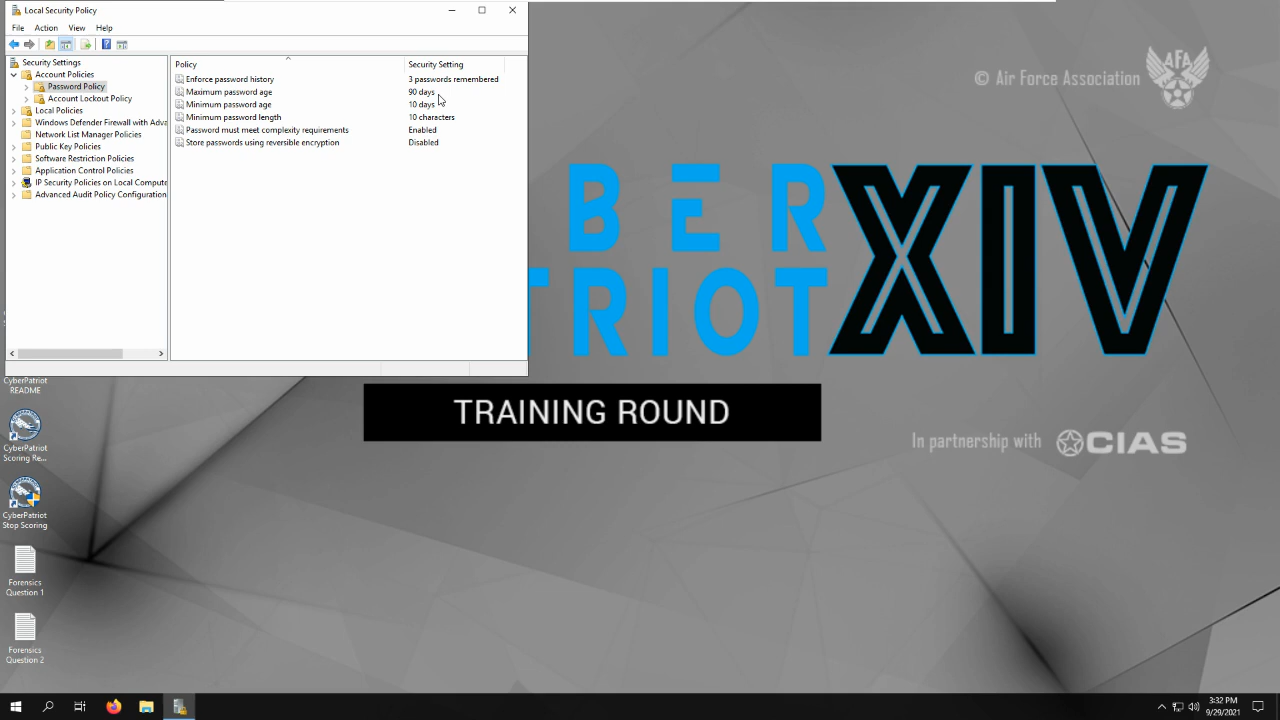 Local Security Policy
File Action View Help
Security Settings
Account Policies
Password Policy
Account Lockout Policy
Local Policies
Windows Defender Firewall with Adva
Network List Manager Policies
Public Key Policies
Software Restriction Policies
Application Control Policies
IP Security Policies on Local Compute
Advanced Audit Policy Configuration
Policy Security Setting
Enforce password history 3 passwords remembered
Maximum password age 90 days
Minimum password age 10 days
Minimum password length 10 characters
Password must meet complexity requirements Enabled
Store passwords using reversible encryption Disabled
© Air Force Association
AFA
BER
TRIOT
XIV
TRAINING ROUND
In partnership with CIAS
CyberPatriot
README
CyberPatriot
Scoring Re...
CyberPatriot
Stop Scoring
Forensics
Question 1
Forensics
Question 2
3:32 PM
9/29/2021